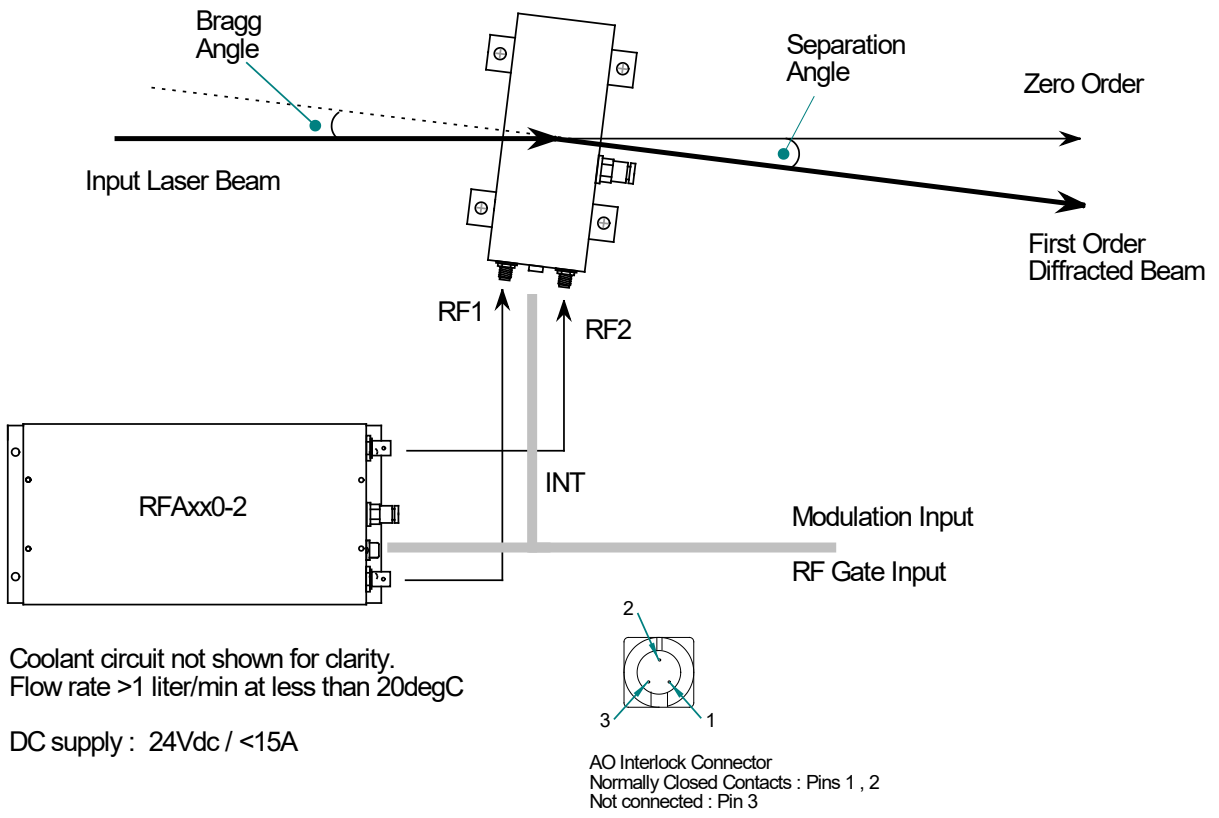 Bragg
Angle
Separation
Angle
Zero Order
Input Laser Beam
First Order
Diffracted Beam
RF1
RF2
INT
RFAxx0-2
Modulation Input
RF Gate Input
Coolant circuit not shown for clarity.
Flow rate >1 liter/min at less than 20degC
DC supply : 24Vdc / <15A
2
3
1
AO Interlock Connector
Normally Closed Contacts : Pins 1 , 2
Not connected : Pin 3